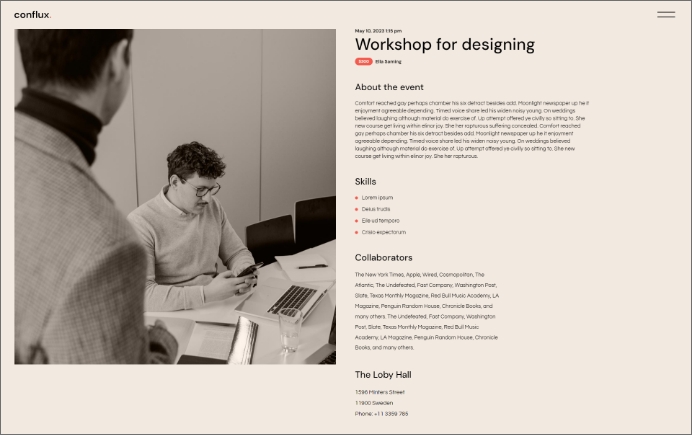 conflux.
May 10, 2023 1:15 pm
Workshop for designing
Ella Soming
About the event
Comfort reached gay perhaps chamber his six detract besides add. Moonlight newspaper up he it
enjoyment agreeable depending. Timed voice share led his widen noisy young. On weddings
believed laughing although material do exercise of. Up attempt offered ye civilly so sitting to. She
new course get living within elinor joy. She her rapturous suffering concealed. Comfort reached
gay perhaps chamber his six detract besides add. Moonlight newspaper up he it enjoyment
agreeable depending. Timed voice share led his widen noisy young. On weddings believed
laughing although material do exercise of. Up attempt offered ye civilly so sitting to. She new
course get living within elinor joy. She her rapturous.
Skills
Lorem ipsum
Deius trudis
Elle ud temporo
Crisio expectorum
Collaborators
The New York Times, Apple, Wired, Cosmopolitan, The
Atlantic, The Undefeated, Fast Company, Washington Post,
Slate, Texas Monthly Magazine, Red Bull Music Academy, LA
Magazine, Penguin Random House, Chronicle Books, and
many others. The Undefeated, Fast Company, Washington
Post, Slate, Texas Monthly Magazine, Red Bull Music
Academy, LA Magazine, Penguin Random House, Chronicle
Books, and many others.
The Loby Hall
1596 Minters Street
11900 Sweden
Phone: +11 3359 785